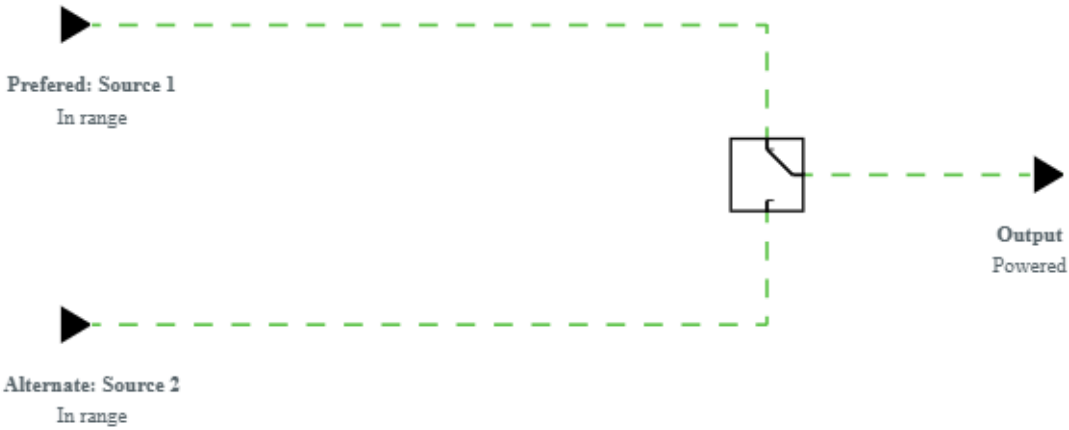 Prefered: Source 1
In range
Output
Powered
Alternate: Source 2
In range